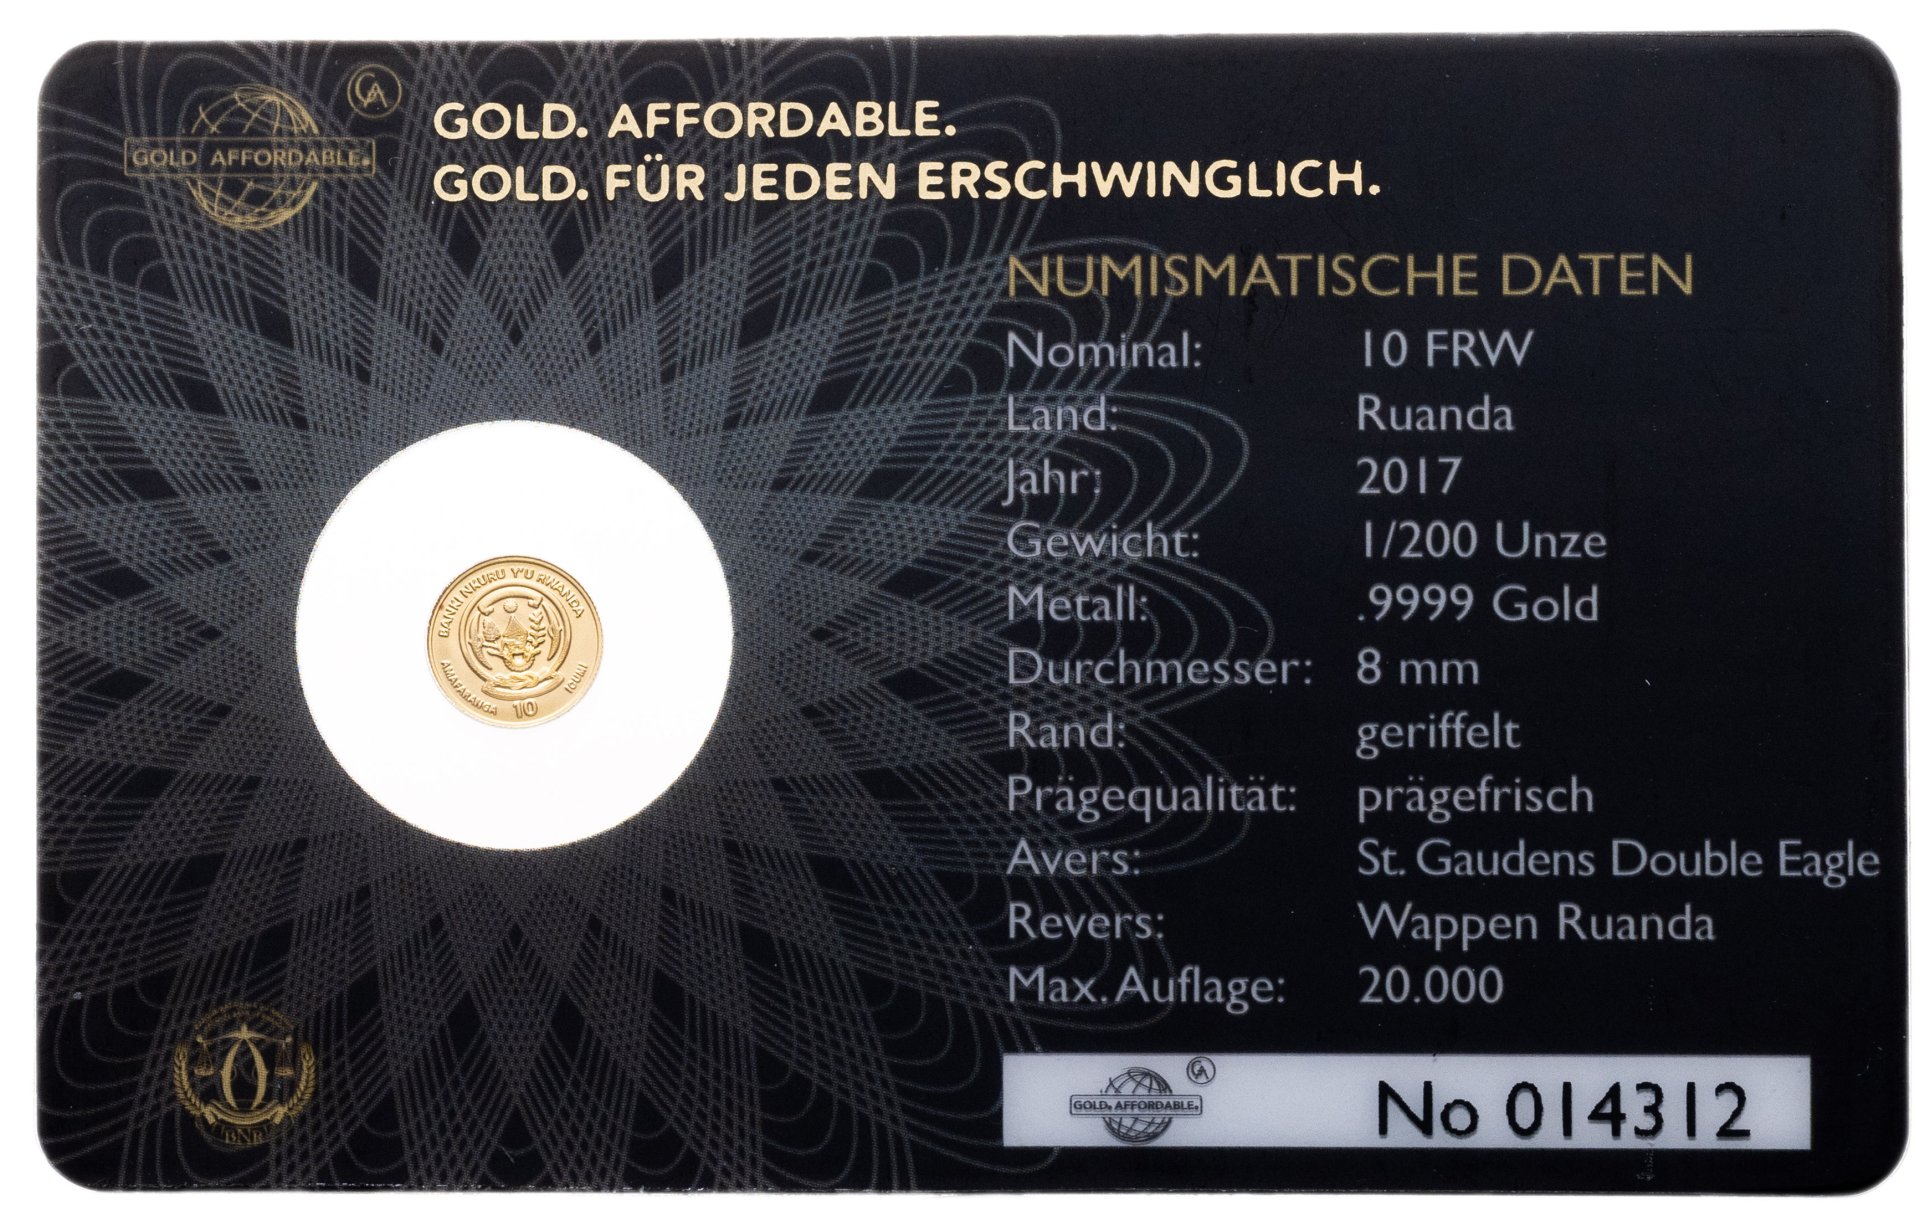 GOLD AFFORDABLE.
GOLD. AFFORDABLE.
GOLD. FÜR JEDEN ERSCHWINGLICH.
NUMISMATISCHE DATEN
Nominal: 10 FRW
Land: Ruanda
Jahr: 2017
Gewicht: 1/200 Unze
Metall: .9999 Gold
Durchmesser: 8 mm
Rand: geriffelt
Prägequalität: prägefrisch
Avers: St. Gaudens Double Eagle
Revers: Wappen Ruanda
Max. Auflage: 20.000
BANKI NKURU Y'U RWANDA
AMAFARANGA 10 ICUMI
BNR
GOLD. AFFORDABLE.
No 014312